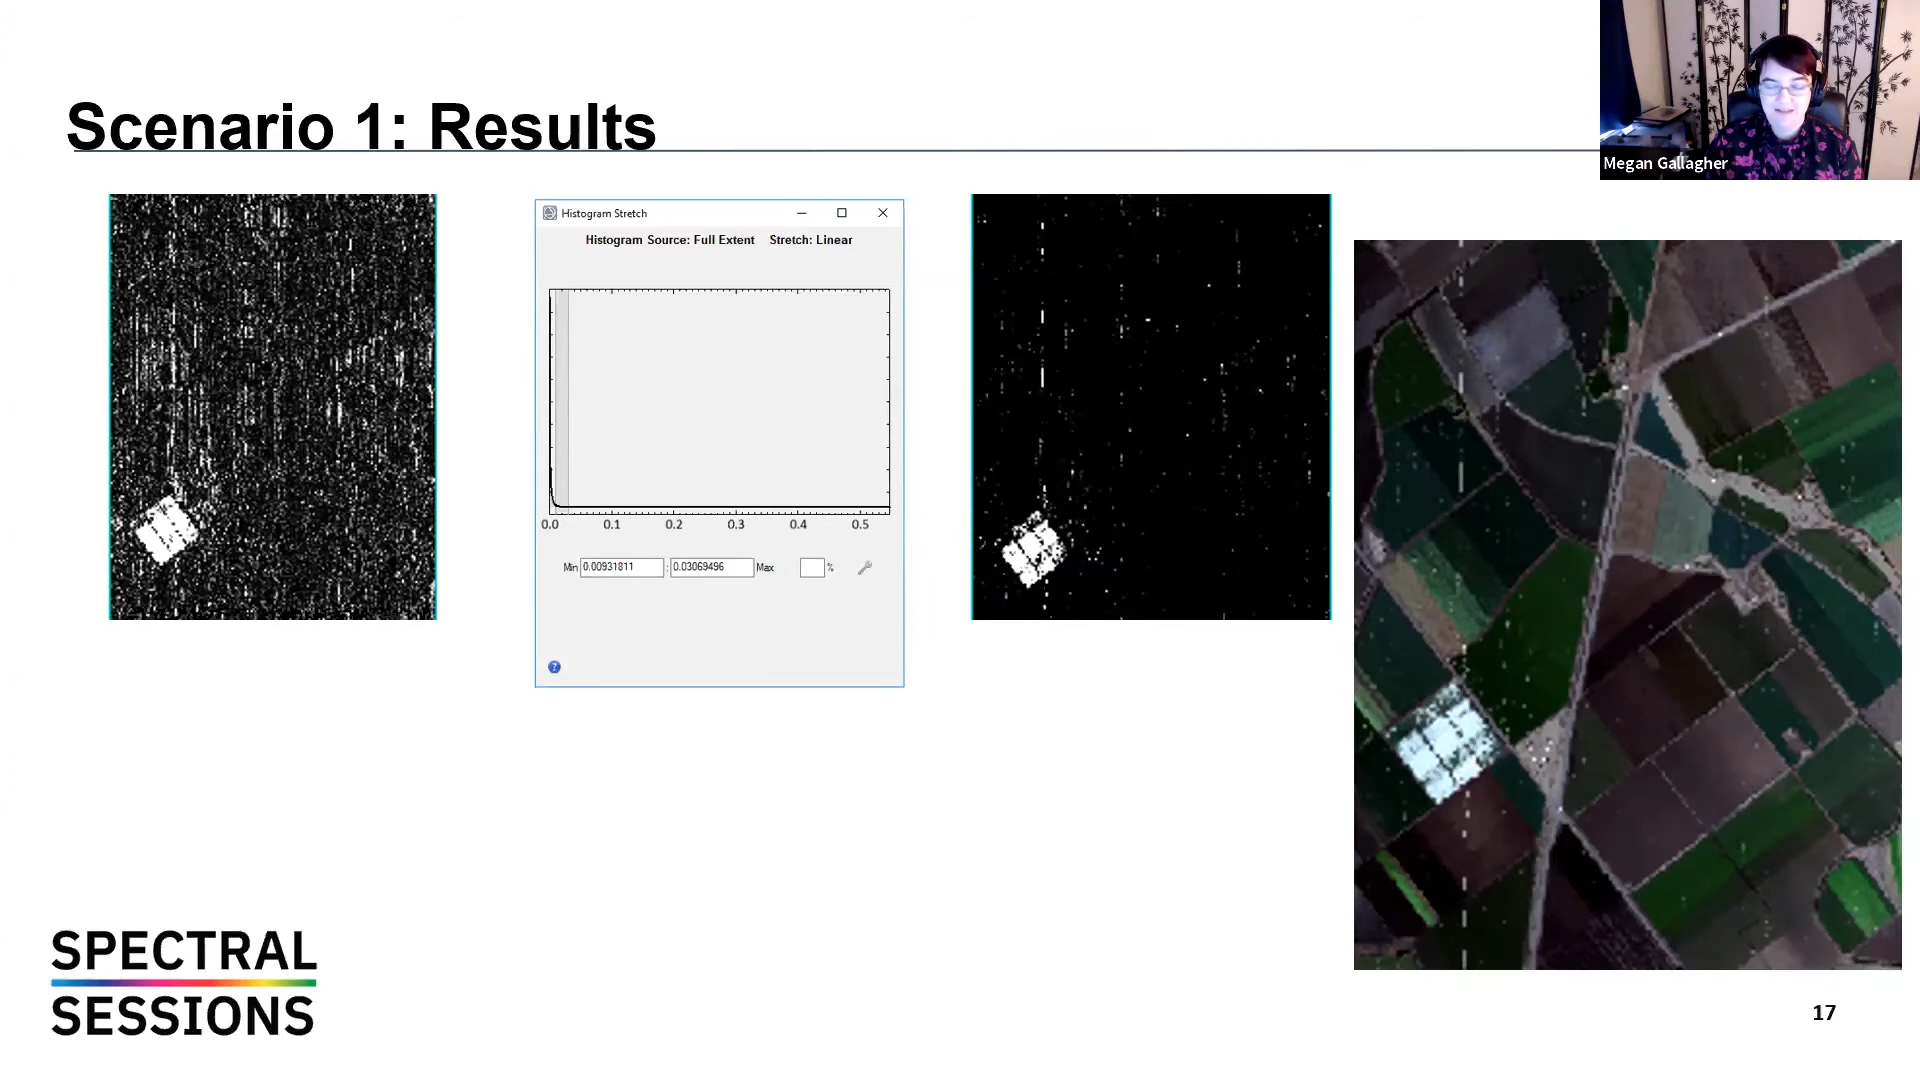 Megan Gallagher
Scenario 1: Results
Histogram Stretch
Histogram Source: Full Extent Stretch: Linear
0.0 0.1 0.2 0.3 0.4 0.5
Min 0.00931811 : 0.03069496 Max %
?
SPECTRAL
SESSIONS
17